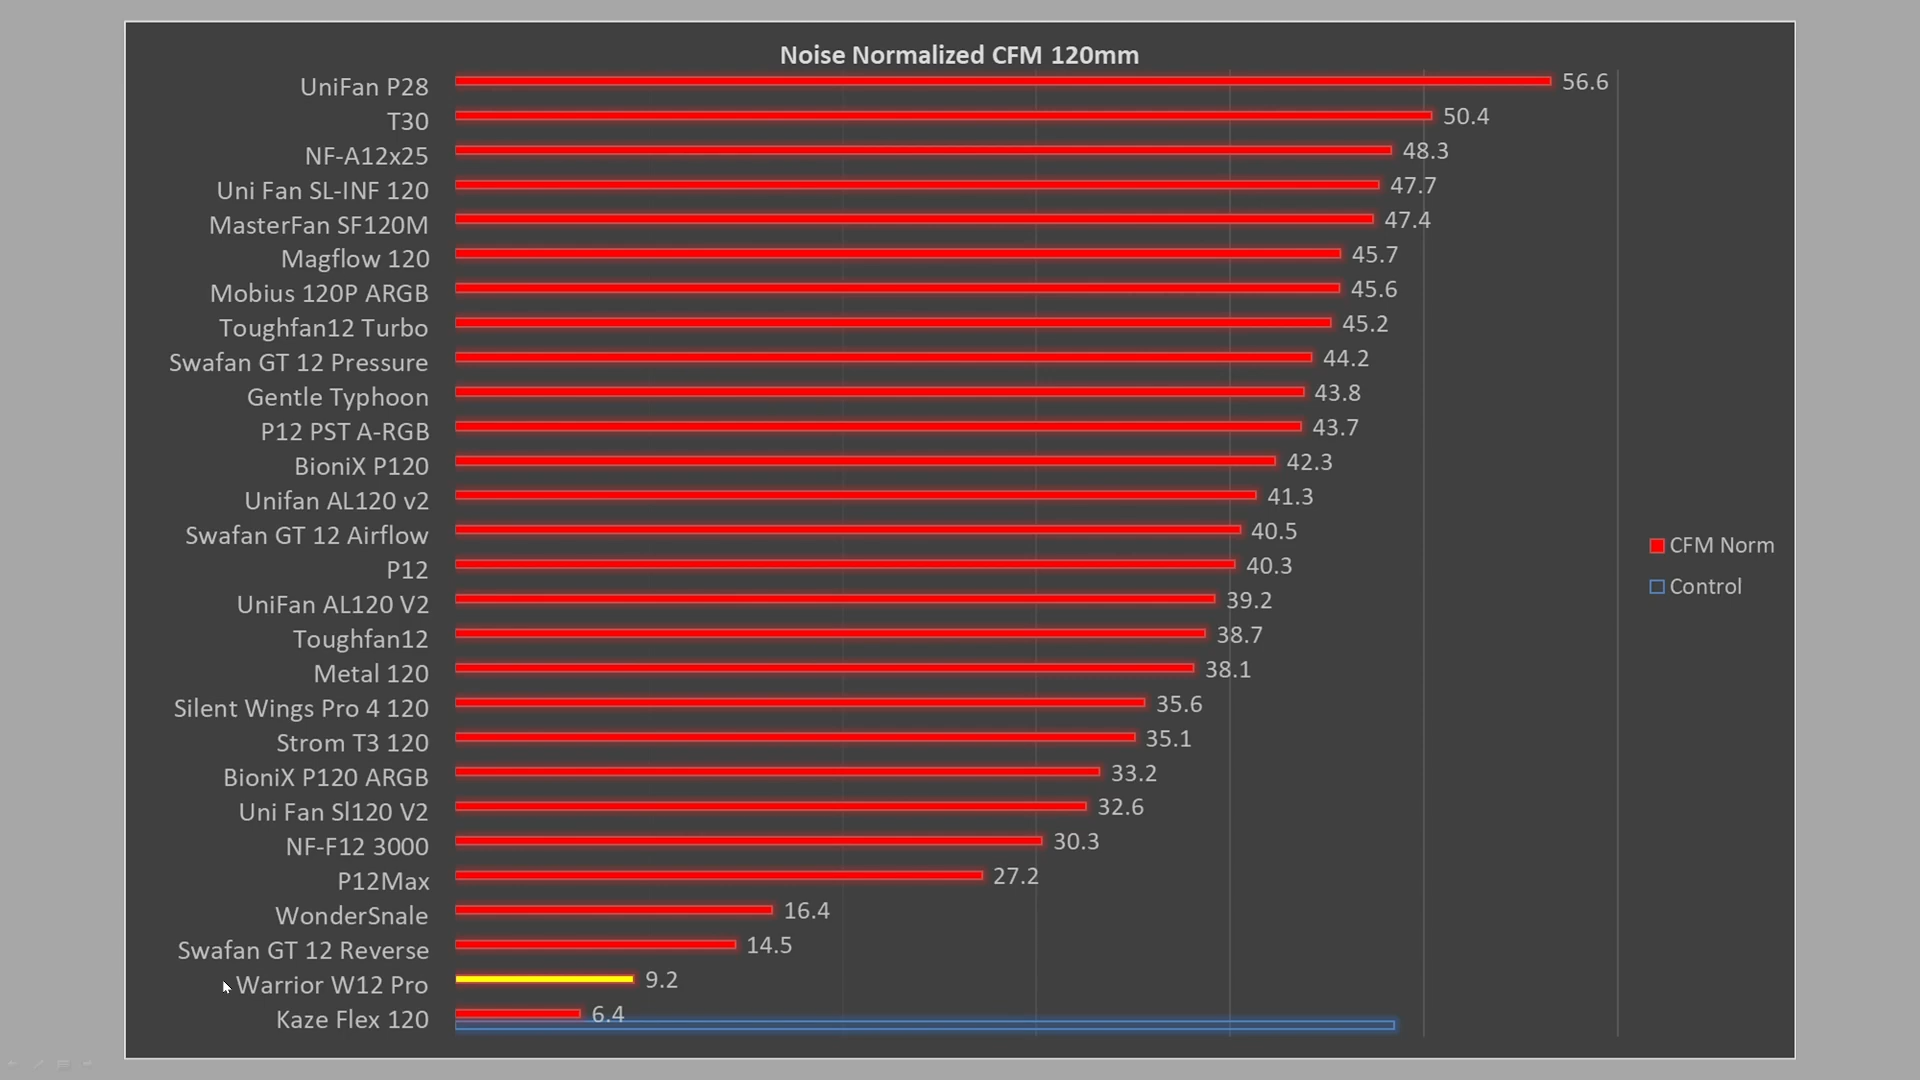 Noise Normalized CFM 120mm
UniFan P28 56.6
T30 50.4
NF-A12x25 48.3
Uni Fan SL-INF 120 47.7
MasterFan SF120M 47.4
Magflow 120 45.7
Mobius 120P ARGB 45.6
Toughfan12 Turbo 45.2
Swafan GT 12 Pressure 44.2
Gentle Typhoon 43.8
P12 PST A-RGB 43.7
BioniX P120 42.3
Unifan AL120 v2 41.3
Swafan GT 12 Airflow 40.5
P12 40.3
UniFan AL120 V2 39.2
Toughfan12 38.7
Metal 120 38.1
Silent Wings Pro 4 120 35.6
Strom T3 120 35.1
BioniX P120 ARGB 33.2
Uni Fan Sl120 V2 32.6
NF-F12 3000 30.3
P12Max 27.2
WonderSnale 16.4
Swafan GT 12 Reverse 14.5
Warrior W12 Pro 9.2
Kaze Flex 120 6.4
CFM Norm
Control